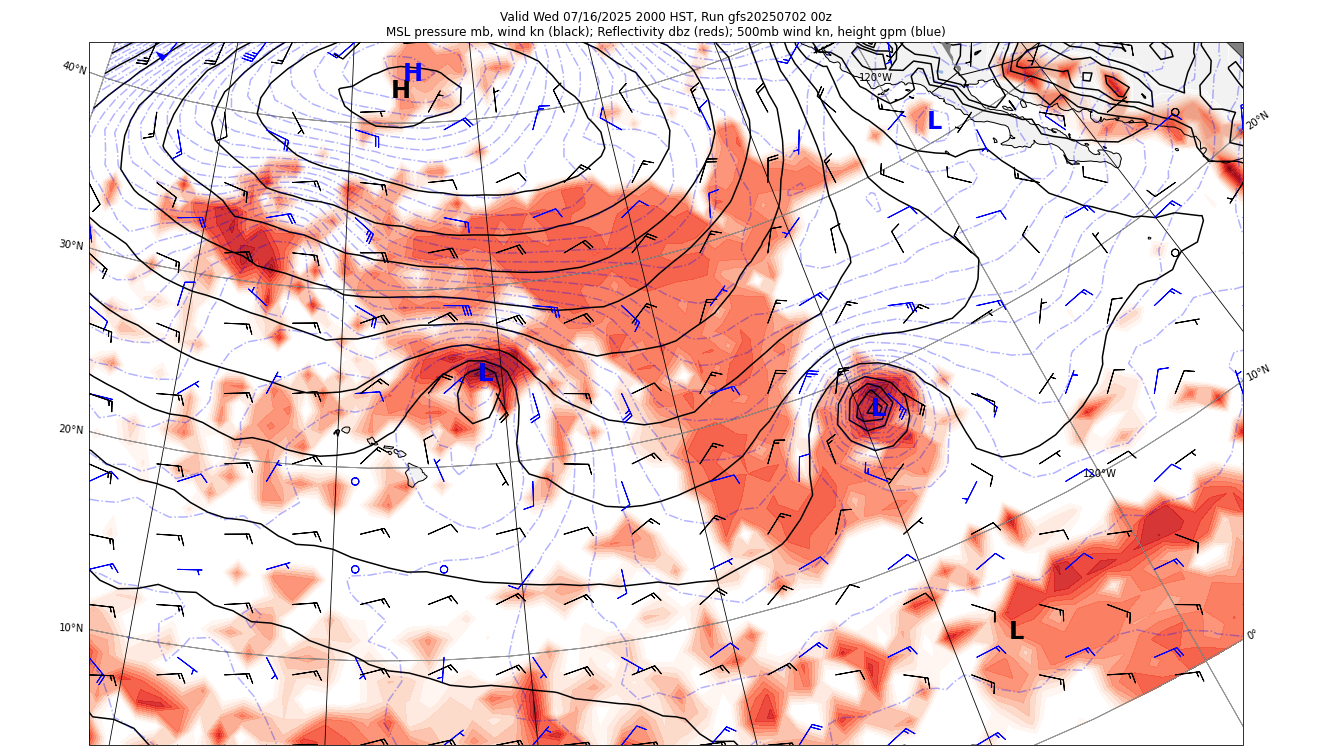 Valid Wed 07/16/2025 2000 HST, Run gfs20250702 00z
MSL pressure mb, wind kn (black); Reflectivity dbz (reds); 500mb wind kn, height gpm (blue)
40°N
H
H
120°W
L
20°N
30°N
L
L
10°N
20°N
120°W
10°N
L
0°